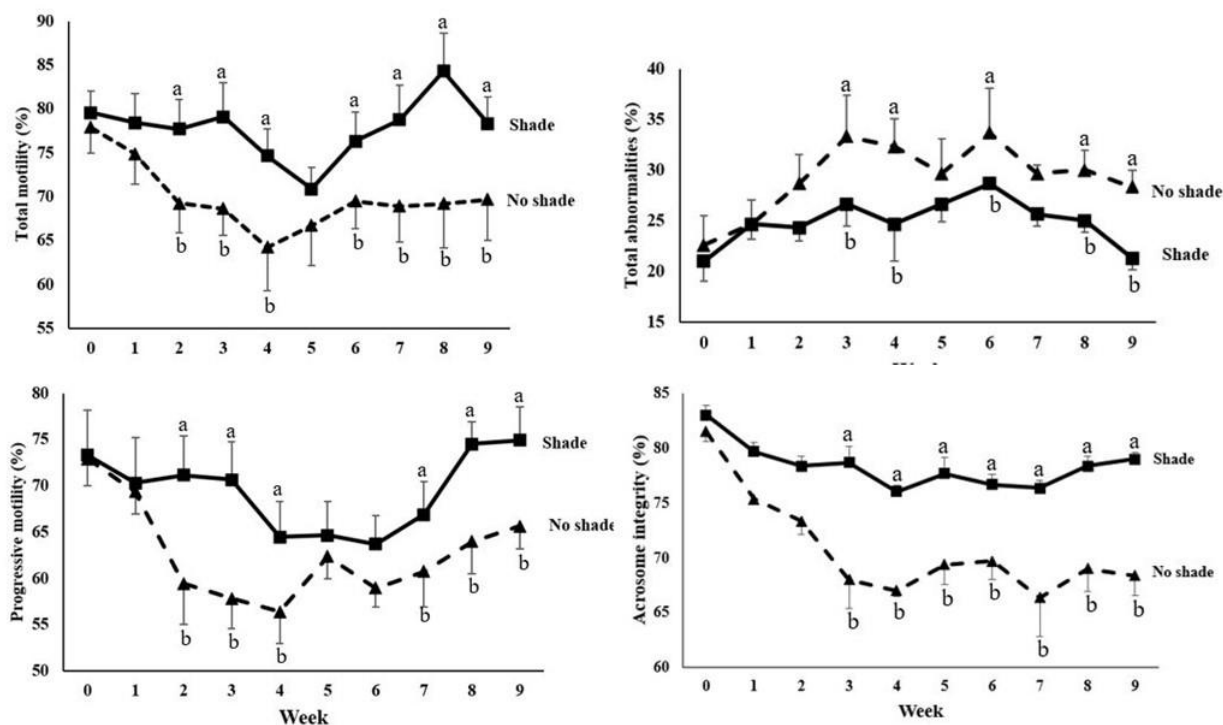 Total motility (%)
90
85
80
75
70
65
60
55
a a a a a a a
Shade
No shade
b b b b b b b
0 1 2 3 4 5 6 7 8 9
Total abnormalities (%)
40
35
30
25
20
15
a a a a a
No shade
Shade
b b b b b
0 1 2 3 4 5 6 7 8 9
Progressive motility (%)
80
75
70
65
60
55
50
a a a a a a
Shade
No shade
b b b b b b
0 1 2 3 4 5 6 7 8 9
Week
Acrosome integrity (%)
85
80
75
70
65
60
a a a a a a a
Shade
No shade
b b b b b b b
0 1 2 3 4 5 6 7 8 9
Week